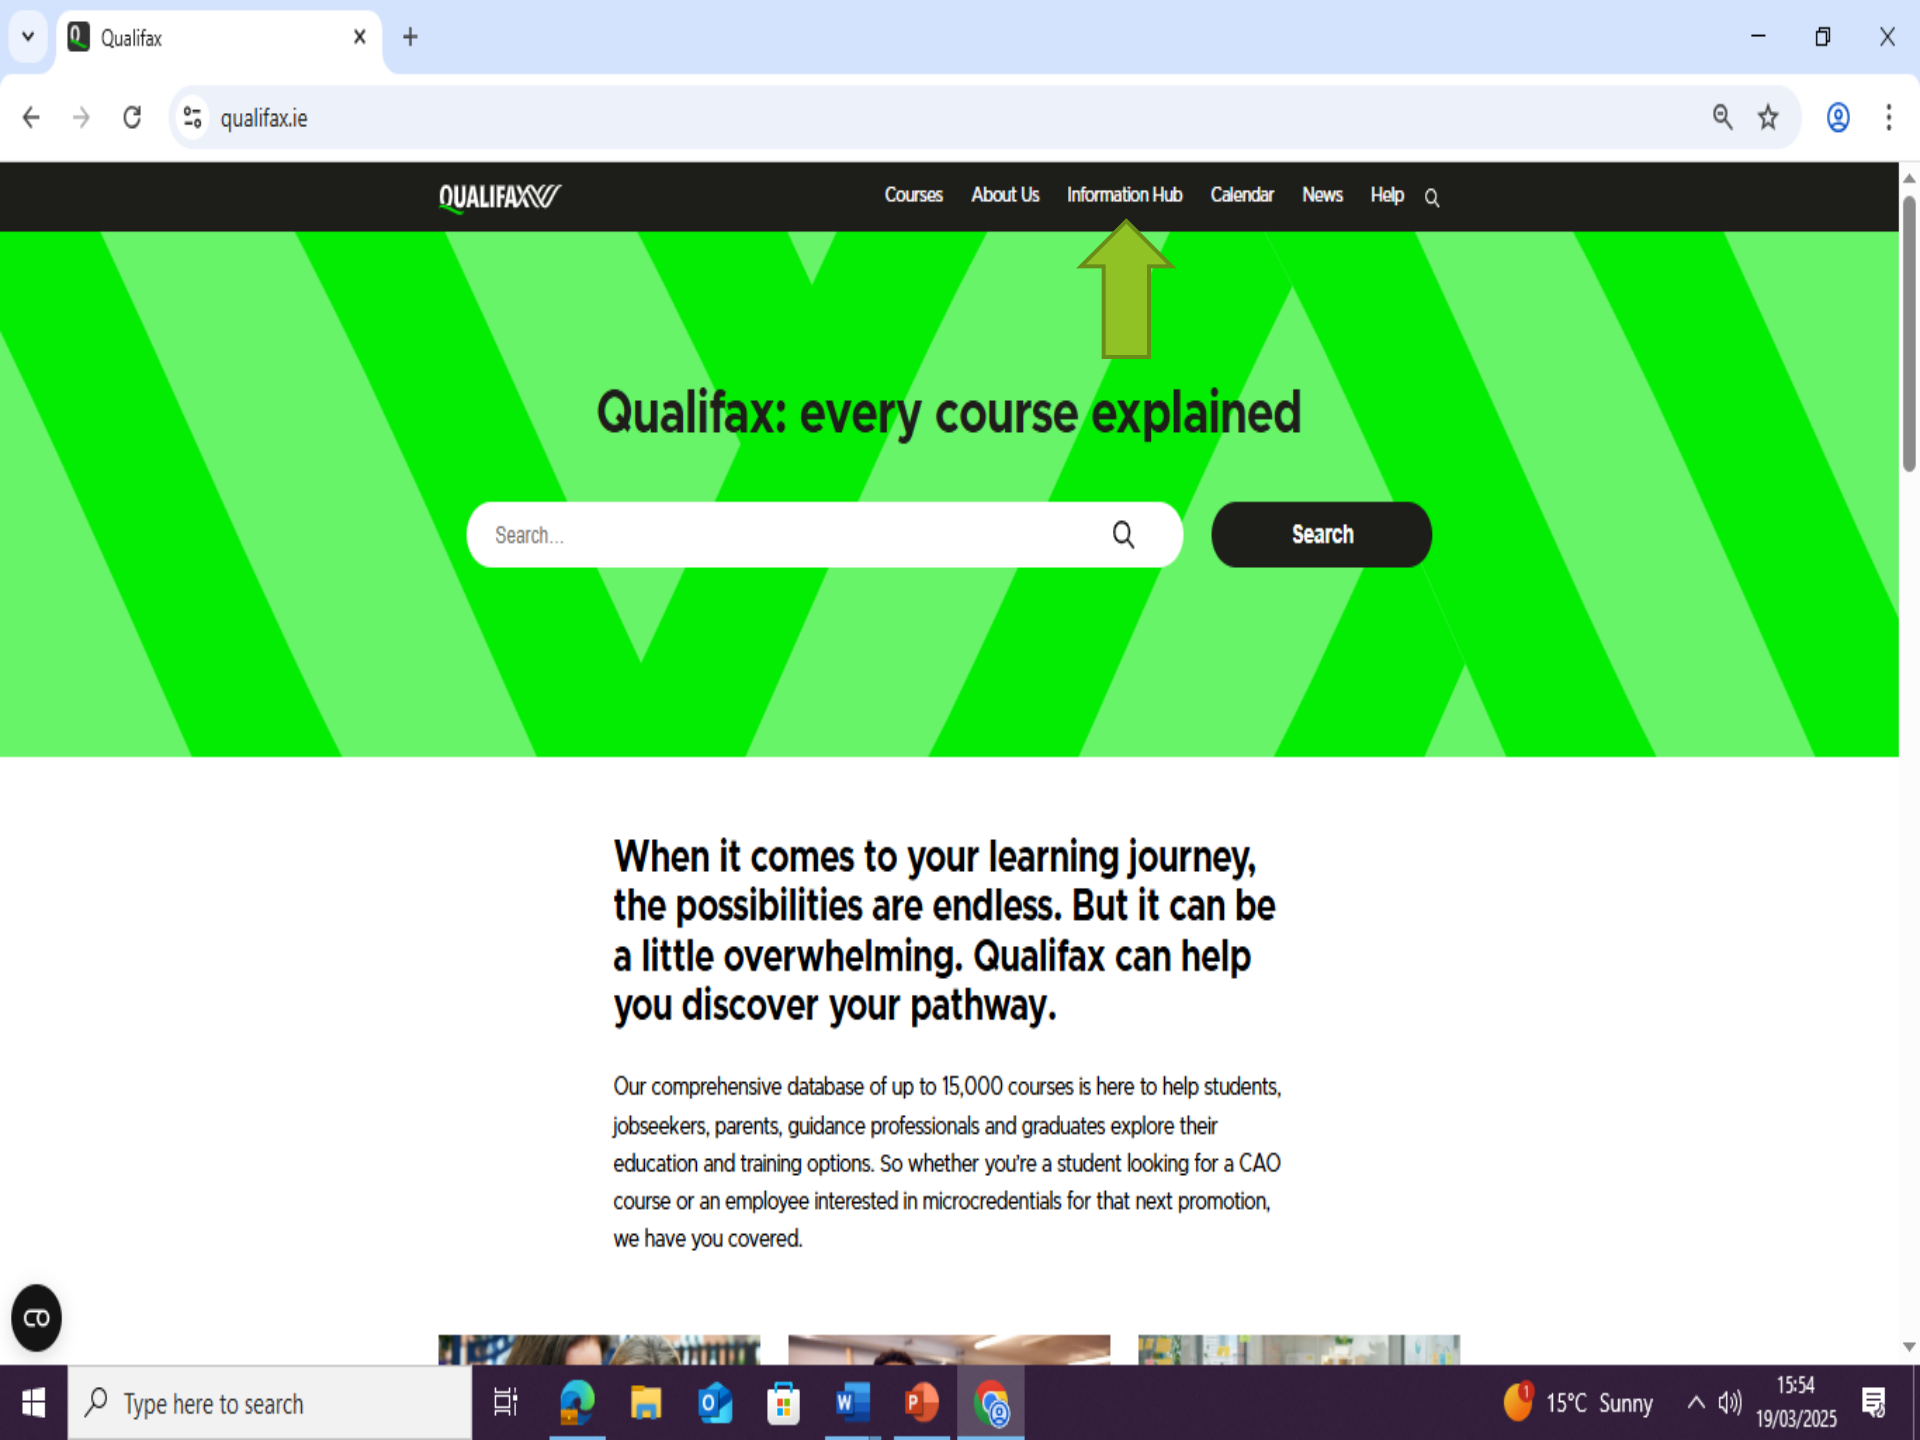 Qualifax
qualifax.ie
QUALIFAX
Courses About Us Information Hub Calendar News Help
Qualifax: every course explained
Search...
Search
When it comes to your learning journey,
the possibilities are endless. But it can be
a little overwhelming. Qualifax can help
you discover your pathway.
Our comprehensive database of up to 15,000 courses is here to help students,
jobseekers, parents, guidance professionals and graduates explore their
education and training options. So whether you're a student looking for a CAO
course or an employee interested in microcredentials for that next promotion,
we have you covered.
Type here to search
1
15°C Sunny
15:54
19/03/2025